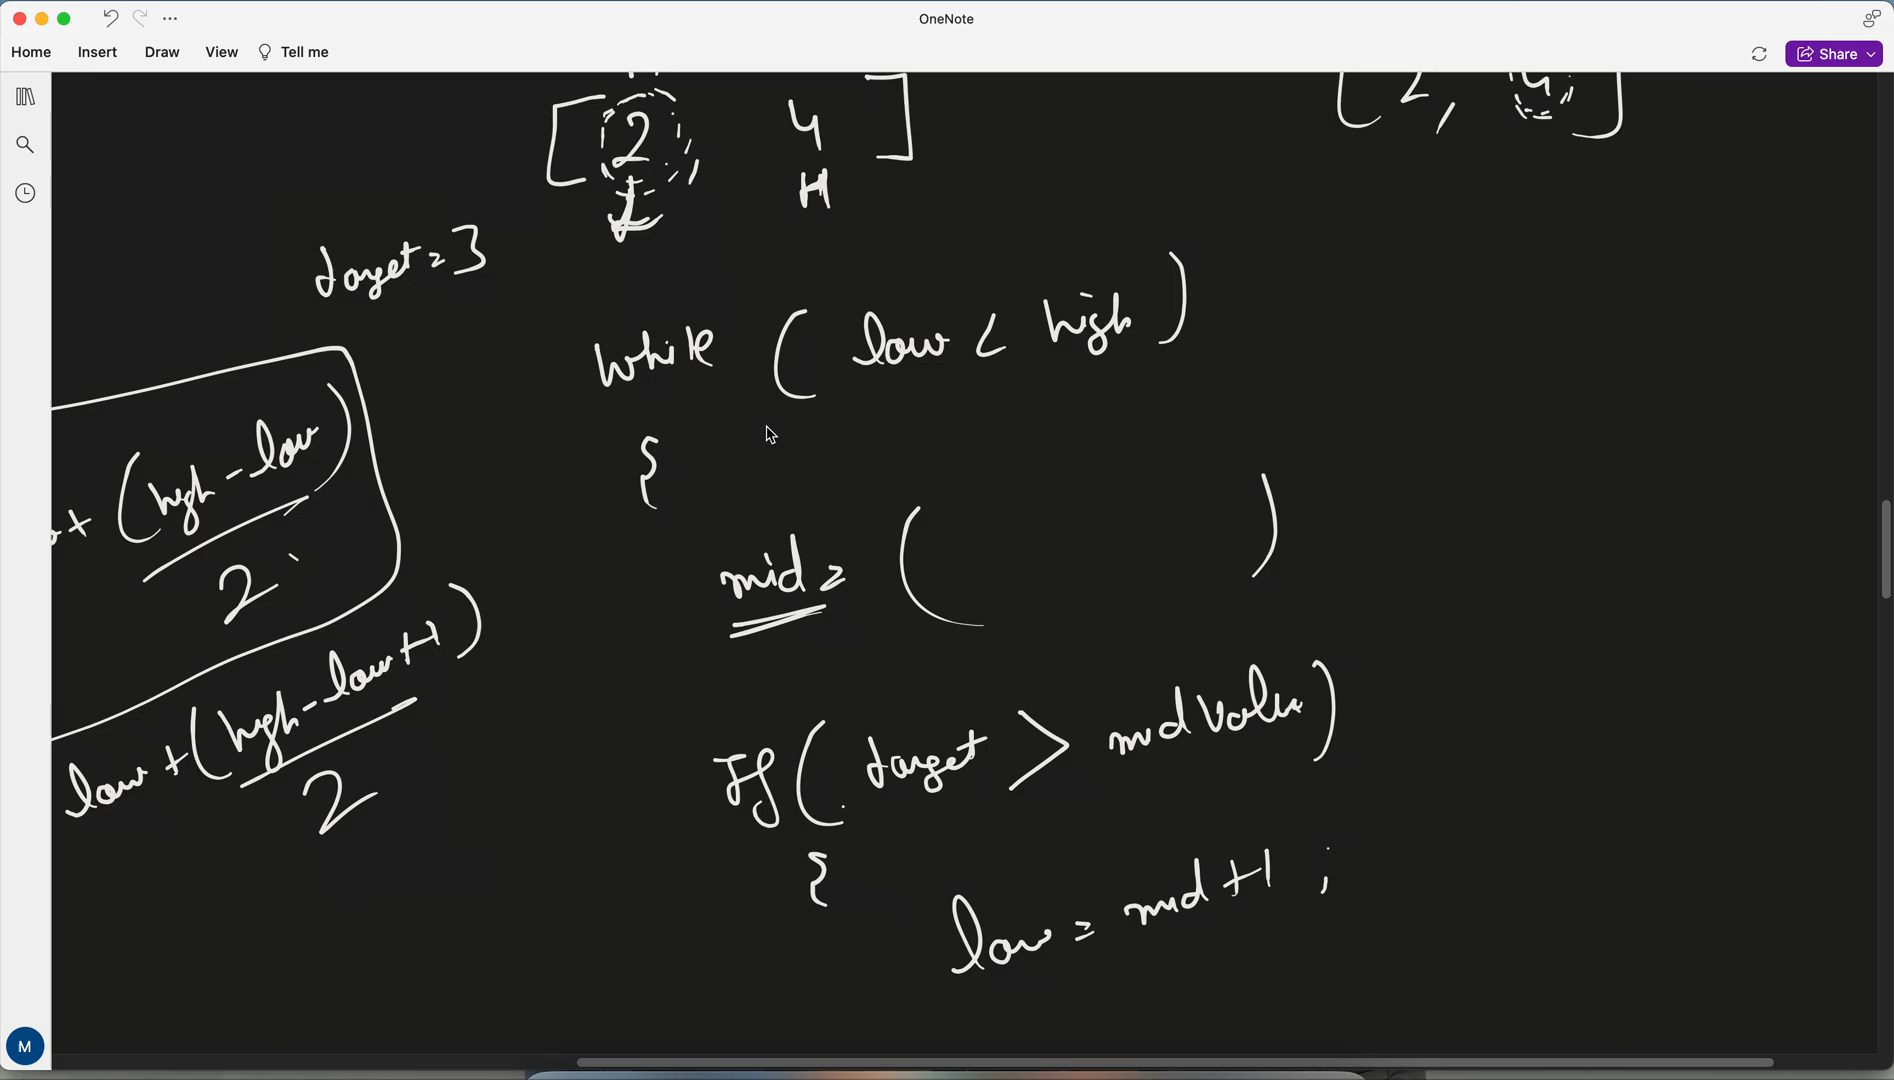 OneNote
Home Insert Draw View Tell me
Share
[ 2 4 ]
L H
[ 2, 4 ]
target = 3
while ( low < high )
{
+ (high - low)
2
mid = ( )
low + (high - low + 1)
2
If ( target > midValue )
{
low = mid + 1 ;
M